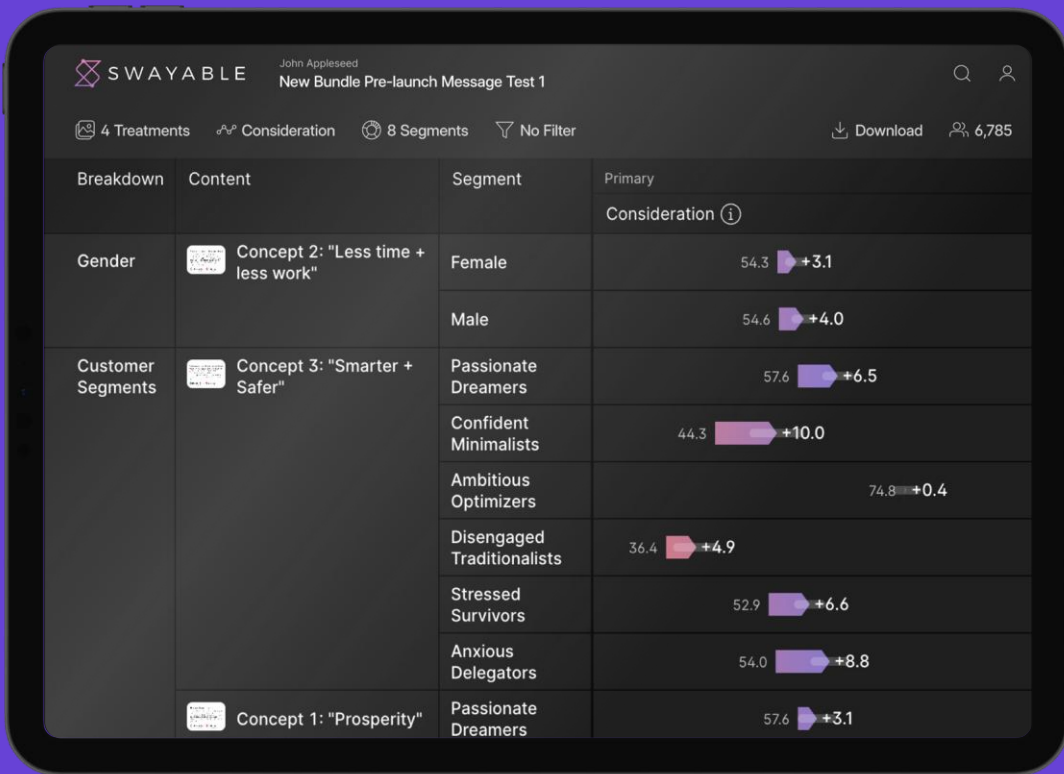 SWAYABLE
John Appleseed
New Bundle Pre-launch Message Test 1
4 Treatments Consideration 8 Segments No Filter Download 6,785
Breakdown Content Segment Primary
Consideration
Gender
Concept 2: "Less time +
less work"
Female
54.3 +3.1
Male
54.6 +4.0
Customer
Segments
Concept 3: "Smarter +
Safer"
Passionate
Dreamers
57.6 +6.5
Confident
Minimalists
44.3 +10.0
Ambitious
Optimizers
74.8 +0.4
Disengaged
Traditionalists
36.4 +4.9
Stressed
Survivors
52.9 +6.6
Anxious
Delegators
54.0 +8.8
Concept 1: "Prosperity"
Passionate
Dreamers
57.6 +3.1